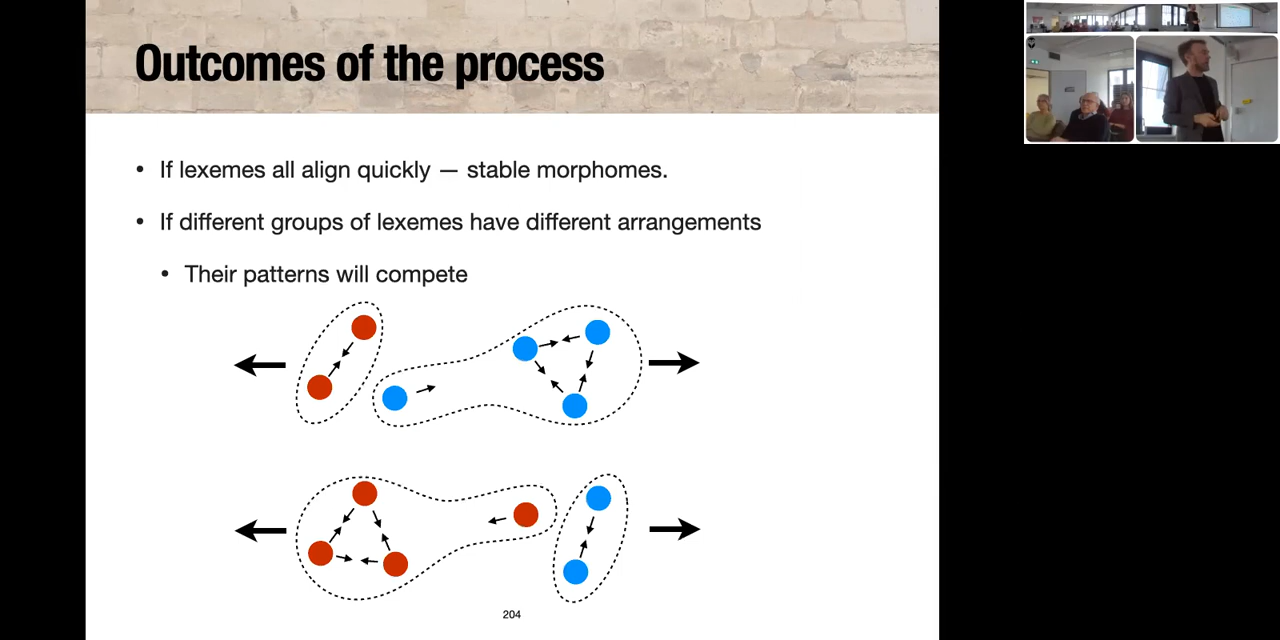 Outcomes of the process
• If lexemes all align quickly — stable morphomes.
• If different groups of lexemes have different arrangements
• Their patterns will compete
204